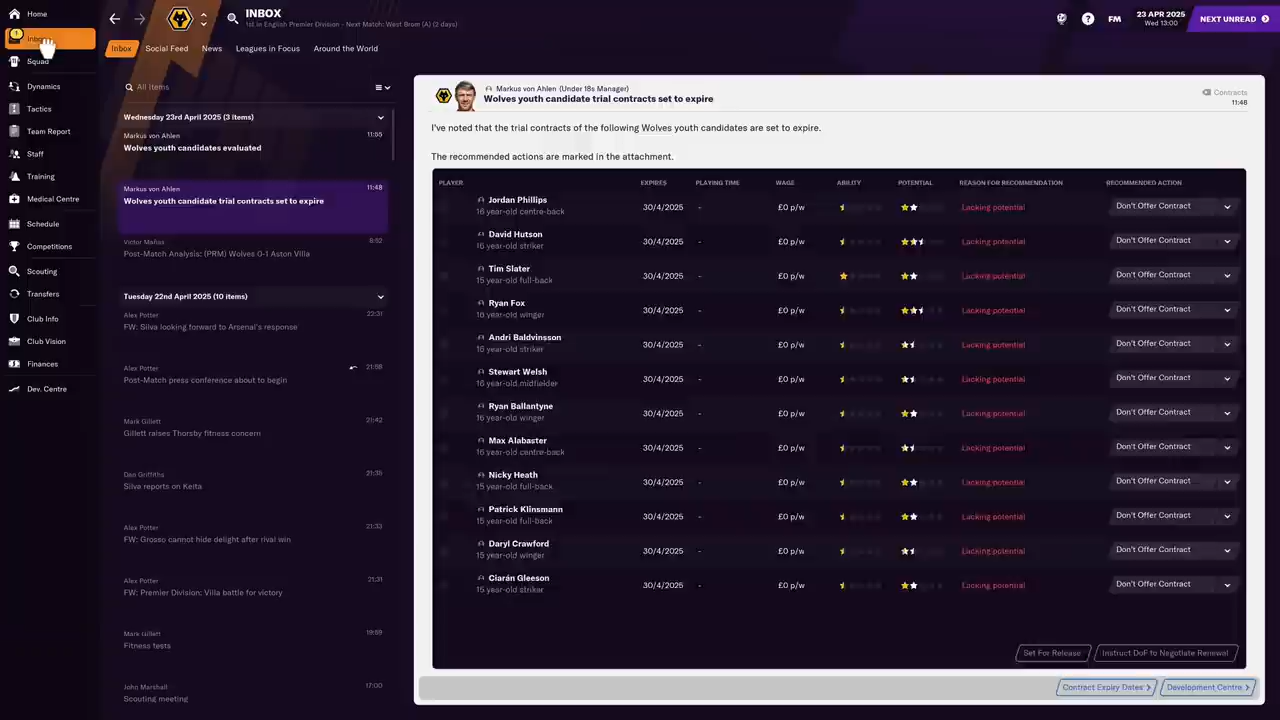 Home
INBOX
1st in English Premier Division - Next Match: West Brom (A) (2 days)
FM
23 APR 2025
Wed 13:00
NEXT UNREAD
1
Inbox
Inbox
Social Feed
News
Leagues in Focus
Around the World
Squad
Dynamics
Tactics
Team Report
Staff
Training
Medical Centre
Schedule
Competitions
Scouting
Transfers
Club Info
Club Vision
Finances
Dev. Centre
All Items
Wednesday 23rd April 2025 (3 items)
Markus von Ahlen 11:55
Wolves youth candidates evaluated
Markus von Ahlen 11:48
Wolves youth candidate trial contracts set to expire
Victor Mañas 8:52
Post-Match Analysis: (PRM) Wolves 0-1 Aston Villa
Tuesday 22nd April 2025 (10 items)
Alex Potter 22:31
FW: Silva looking forward to Arsenal's response
Alex Potter 21:58
Post-Match press conference about to begin
Mark Gillett 21:42
Gillett raises Thorsby fitness concern
Dan Griffiths 21:35
Silva reports on Keita
Alex Potter 21:33
FW: Grosso cannot hide delight after rival win
Alex Potter 21:31
FW: Premier Division: Villa battle for victory
Mark Gillett 19:59
Fitness tests
John Marshall 17:00
Scouting meeting
Markus von Ahlen (Under 18s Manager)
Wolves youth candidate trial contracts set to expire
Contracts
11:48
I've noted that the trial contracts of the following Wolves youth candidates are set to expire.
The recommended actions are marked in the attachment.
PLAYER EXPIRES PLAYING TIME WAGE ABILITY POTENTIAL REASON FOR RECOMMENDATION RECOMMENDED ACTION
Jordan Phillips
16 year-old centre-back 30/4/2025 - £0 p/w Lacking potential Don't Offer Contract
David Hutson
16 year-old striker 30/4/2025 - £0 p/w Lacking potential Don't Offer Contract
Tim Slater
15 year-old full-back 30/4/2025 - £0 p/w Lacking potential Don't Offer Contract
Ryan Fox
16 year-old winger 30/4/2025 - £0 p/w Lacking potential Don't Offer Contract
Andri Baldvinsson
16 year-old striker 30/4/2025 - £0 p/w Lacking potential Don't Offer Contract
Stewart Welsh
16 year-old midfielder 30/4/2025 - £0 p/w Lacking potential Don't Offer Contract
Ryan Ballantyne
16 year-old winger 30/4/2025 - £0 p/w Lacking potential Don't Offer Contract
Max Alabaster
16 year-old centre-back 30/4/2025 - £0 p/w Lacking potential Don't Offer Contract
Nicky Heath
15 year-old full-back 30/4/2025 - £0 p/w Lacking potential Don't Offer Contract
Patrick Klinsmann
15 year-old full-back 30/4/2025 - £0 p/w Lacking potential Don't Offer Contract
Daryl Crawford
15 year-old winger 30/4/2025 - £0 p/w Lacking potential Don't Offer Contract
Ciarán Gleeson
15 year-old striker 30/4/2025 - £0 p/w Lacking potential Don't Offer Contract
Set For Release
Instruct DoF to Negotiate Renewal
Contract Expiry Dates >
Development Centre >